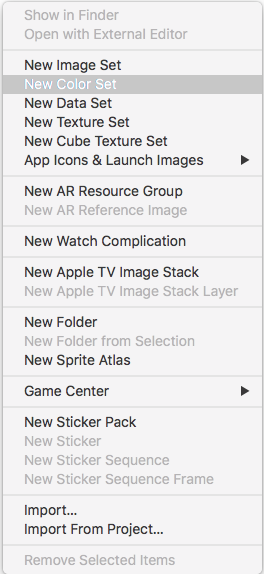 Show in Finder
Open with External Editor
New Image Set
New Color Set
New Data Set
New Texture Set
New Cube Texture Set
App Icons & Launch Images
New AR Resource Group
New AR Reference Image
New Watch Complication
New Apple TV Image Stack
New Apple TV Image Stack Layer
New Folder
New Folder from Selection
New Sprite Atlas
Game Center
New Sticker Pack
New Sticker
New Sticker Sequence
New Sticker Sequence Frame
Import...
Import From Project...
Remove Selected Items